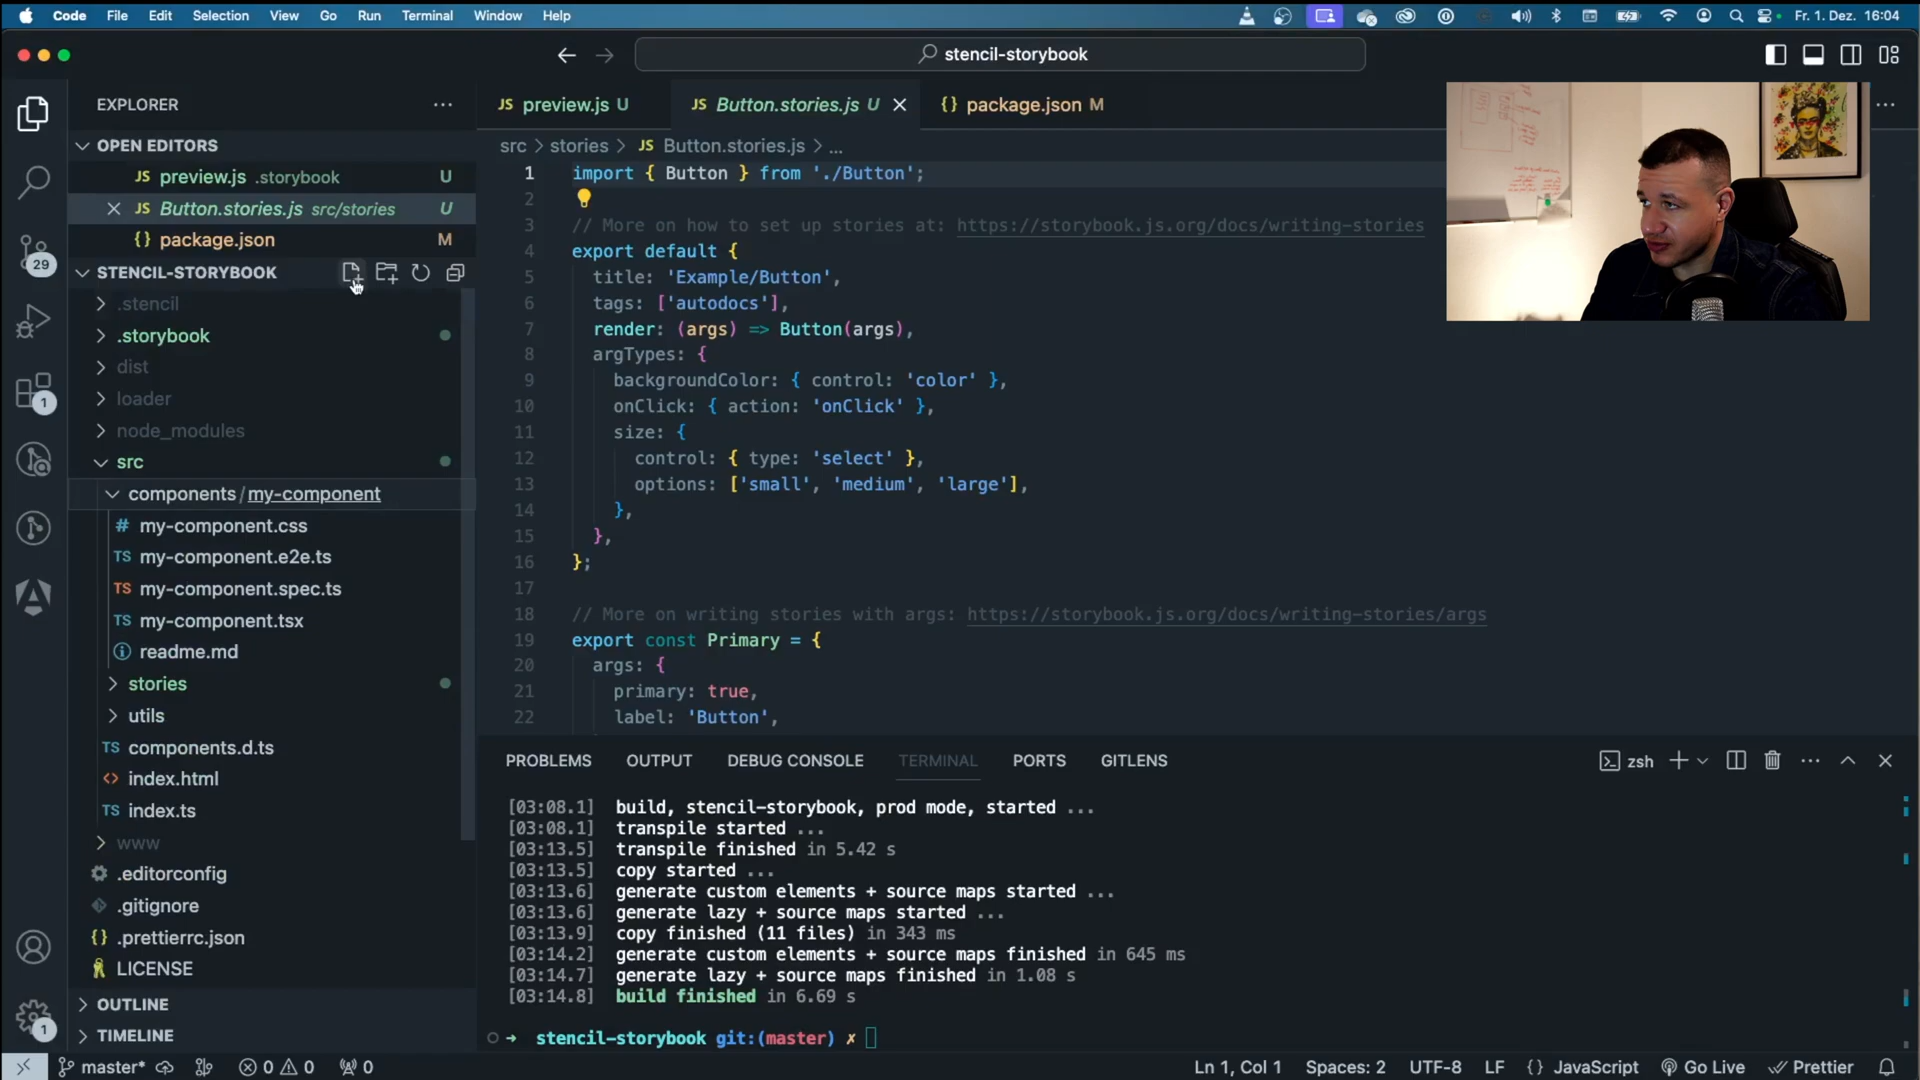 Code File Edit Selection View Go Run Terminal Window Help Fr. 1. Dez. 16:04
stencil-storybook
EXPLORER
OPEN EDITORS
JS preview.js .storybook U
JS Button.stories.js src/stories U
{} package.json M
STENCIL-STORYBOOK
.stencil
.storybook
dist
loader
node_modules
src
components / my-component
# my-component.css
TS my-component.e2e.ts
TS my-component.spec.ts
TS my-component.tsx
readme.md
stories
utils
TS components.d.ts
<> index.html
TS index.ts
www
.editorconfig
.gitignore
{} .prettierrc.json
LICENSE
OUTLINE
TIMELINE
29
1
1
JS preview.js U JS Button.stories.js U {} package.json M
src > stories > JS Button.stories.js > ...
1 import { Button } from './Button';
2
3 // More on how to set up stories at: https://storybook.js.org/docs/writing-stories
4 export default {
5 title: 'Example/Button',
6 tags: ['autodocs'],
7 render: (args) => Button(args),
8 argTypes: {
9 backgroundColor: { control: 'color' },
10 onClick: { action: 'onClick' },
11 size: {
12 control: { type: 'select' },
13 options: ['small', 'medium', 'large'],
14 },
15 },
16 };
17
18 // More on writing stories with args: https://storybook.js.org/docs/writing-stories/args
19 export const Primary = {
20 args: {
21 primary: true,
22 label: 'Button',
PROBLEMS OUTPUT DEBUG CONSOLE TERMINAL PORTS GITLENS zsh
[03:08.1] build, stencil-storybook, prod mode, started ...
[03:08.1] transpile started ...
[03:13.5] transpile finished in 5.42 s
[03:13.5] copy started ...
[03:13.6] generate custom elements + source maps started ...
[03:13.6] generate lazy + source maps started ...
[03:13.9] copy finished (11 files) in 343 ms
[03:14.2] generate custom elements + source maps finished in 645 ms
[03:14.7] generate lazy + source maps finished in 1.08 s
[03:14.8] build finished in 6.69 s
→ stencil-storybook git:(master) ✗
master* 0 0 0 Ln 1, Col 1 Spaces: 2 UTF-8 LF {} JavaScript Go Live Prettier